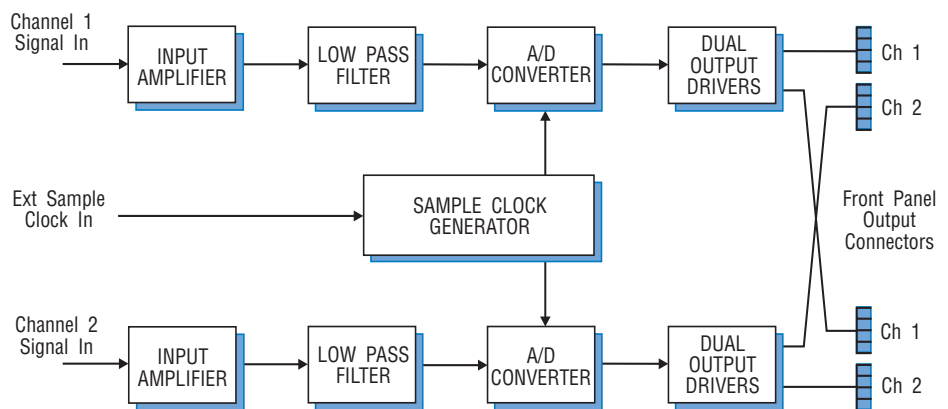 Channel 1
Signal In
INPUT
AMPLIFIER
LOW PASS
FILTER
A/D
CONVERTER
DUAL
OUTPUT
DRIVERS
Ch 1
Ch 2
Ext Sample
Clock In
SAMPLE CLOCK
GENERATOR
Front Panel
Output
Connectors
Channel 2
Signal In
INPUT
AMPLIFIER
LOW PASS
FILTER
A/D
CONVERTER
DUAL
OUTPUT
DRIVERS
Ch 1
Ch 2